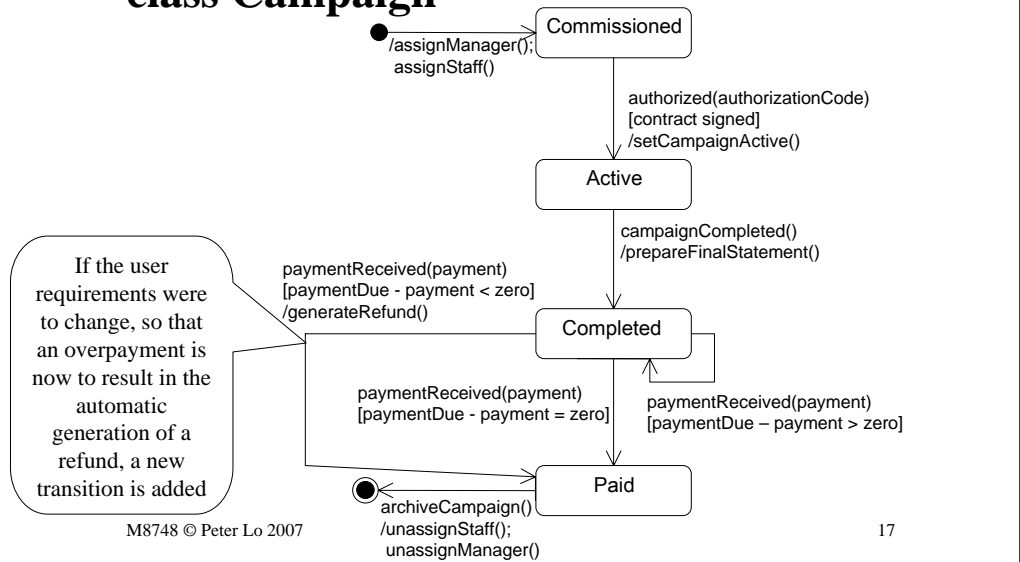 class Campaign
Commissioned
/assignManager();
assignStaff()
authorized(authorizationCode)
[contract signed]
/setCampaignActive()
Active
campaignCompleted()
/prepareFinalStatement()
If the user
requirements were
to change, so that
an overpayment is
now to result in the
automatic
generation of a
refund, a new
transition is added
paymentReceived(payment)
[paymentDue - payment < zero]
/generateRefund()
Completed
paymentReceived(payment)
[paymentDue - payment = zero]
paymentReceived(payment)
[paymentDue – payment > zero]
Paid
archiveCampaign()
/unassignStaff();
unassignManager()
M8748 © Peter Lo 2007
17